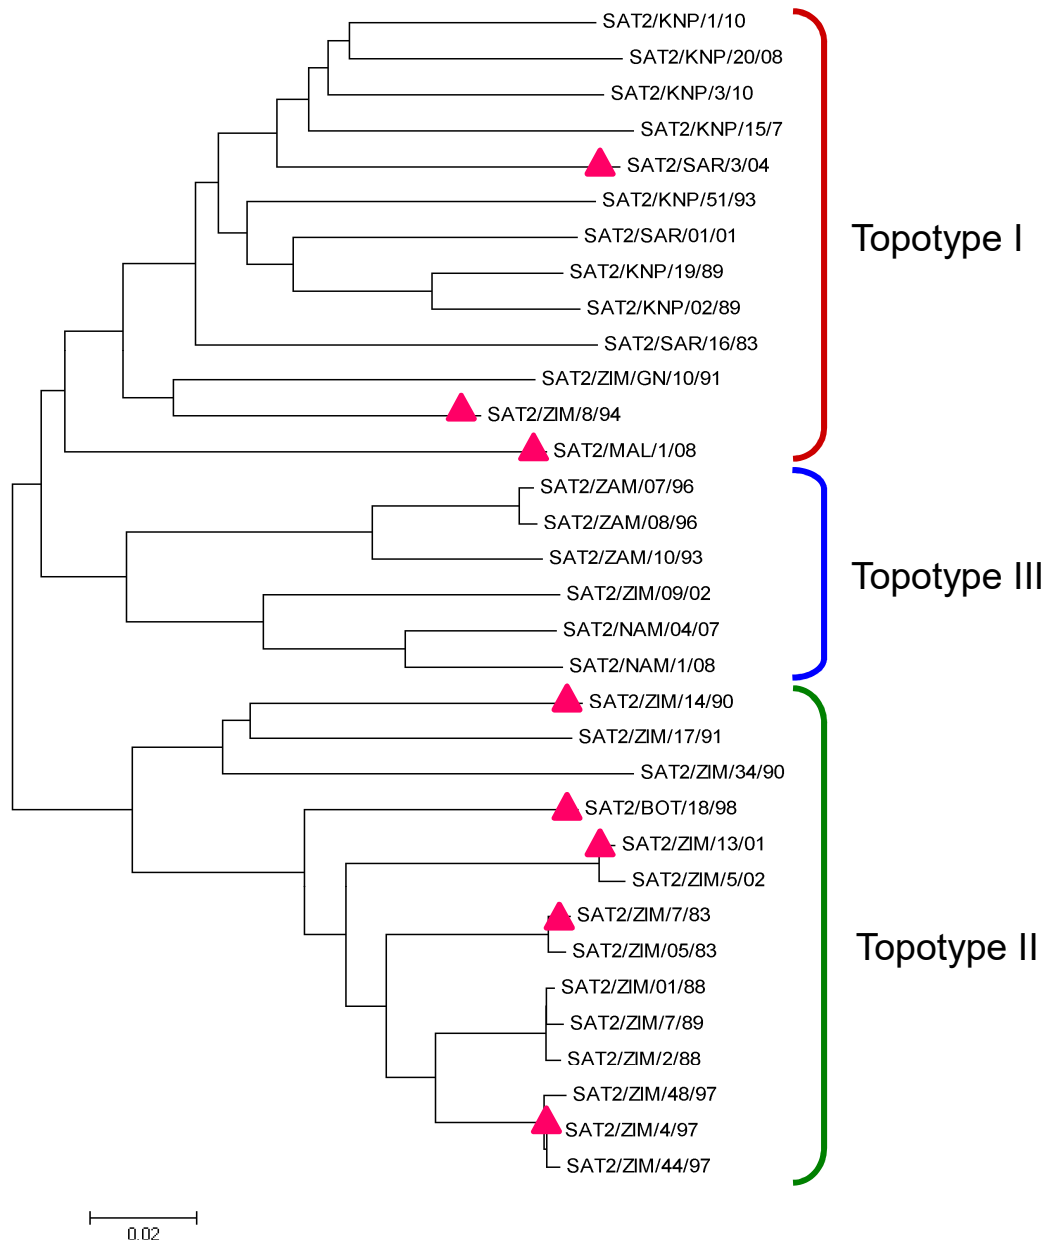 SAT2/KNP/1/10
SAT2/KNP/20/08
SAT2/KNP/3/10
SAT2/KNP/15/7
SAT2/SAR/3/04
SAT2/KNP/51/93
SAT2/SAR/01/01
Topotype I
SAT2/KNP/19/89
SAT2/KNP/02/89
SAT2/SAR/16/83
SAT2/ZIM/GN/10/91
SAT2/ZIM/8/94
SAT2/MAL/1/08
SAT2/ZAM/07/96
SAT2/ZAM/08/96
SAT2/ZAM/10/93
Topotype III
SAT2/ZIM/09/02
SAT2/NAM/04/07
SAT2/NAM/1/08
SAT2/ZIM/14/90
SAT2/ZIM/17/91
SAT2/ZIM/34/90
SAT2/BOT/18/98
SAT2/ZIM/13/01
SAT2/ZIM/5/02
SAT2/ZIM/7/83
Topotype II
SAT2/ZIM/05/83
SAT2/ZIM/01/88
SAT2/ZIM/7/89
SAT2/ZIM/2/88
SAT2/ZIM/48/97
SAT2/ZIM/4/97
SAT2/ZIM/44/97
0.02